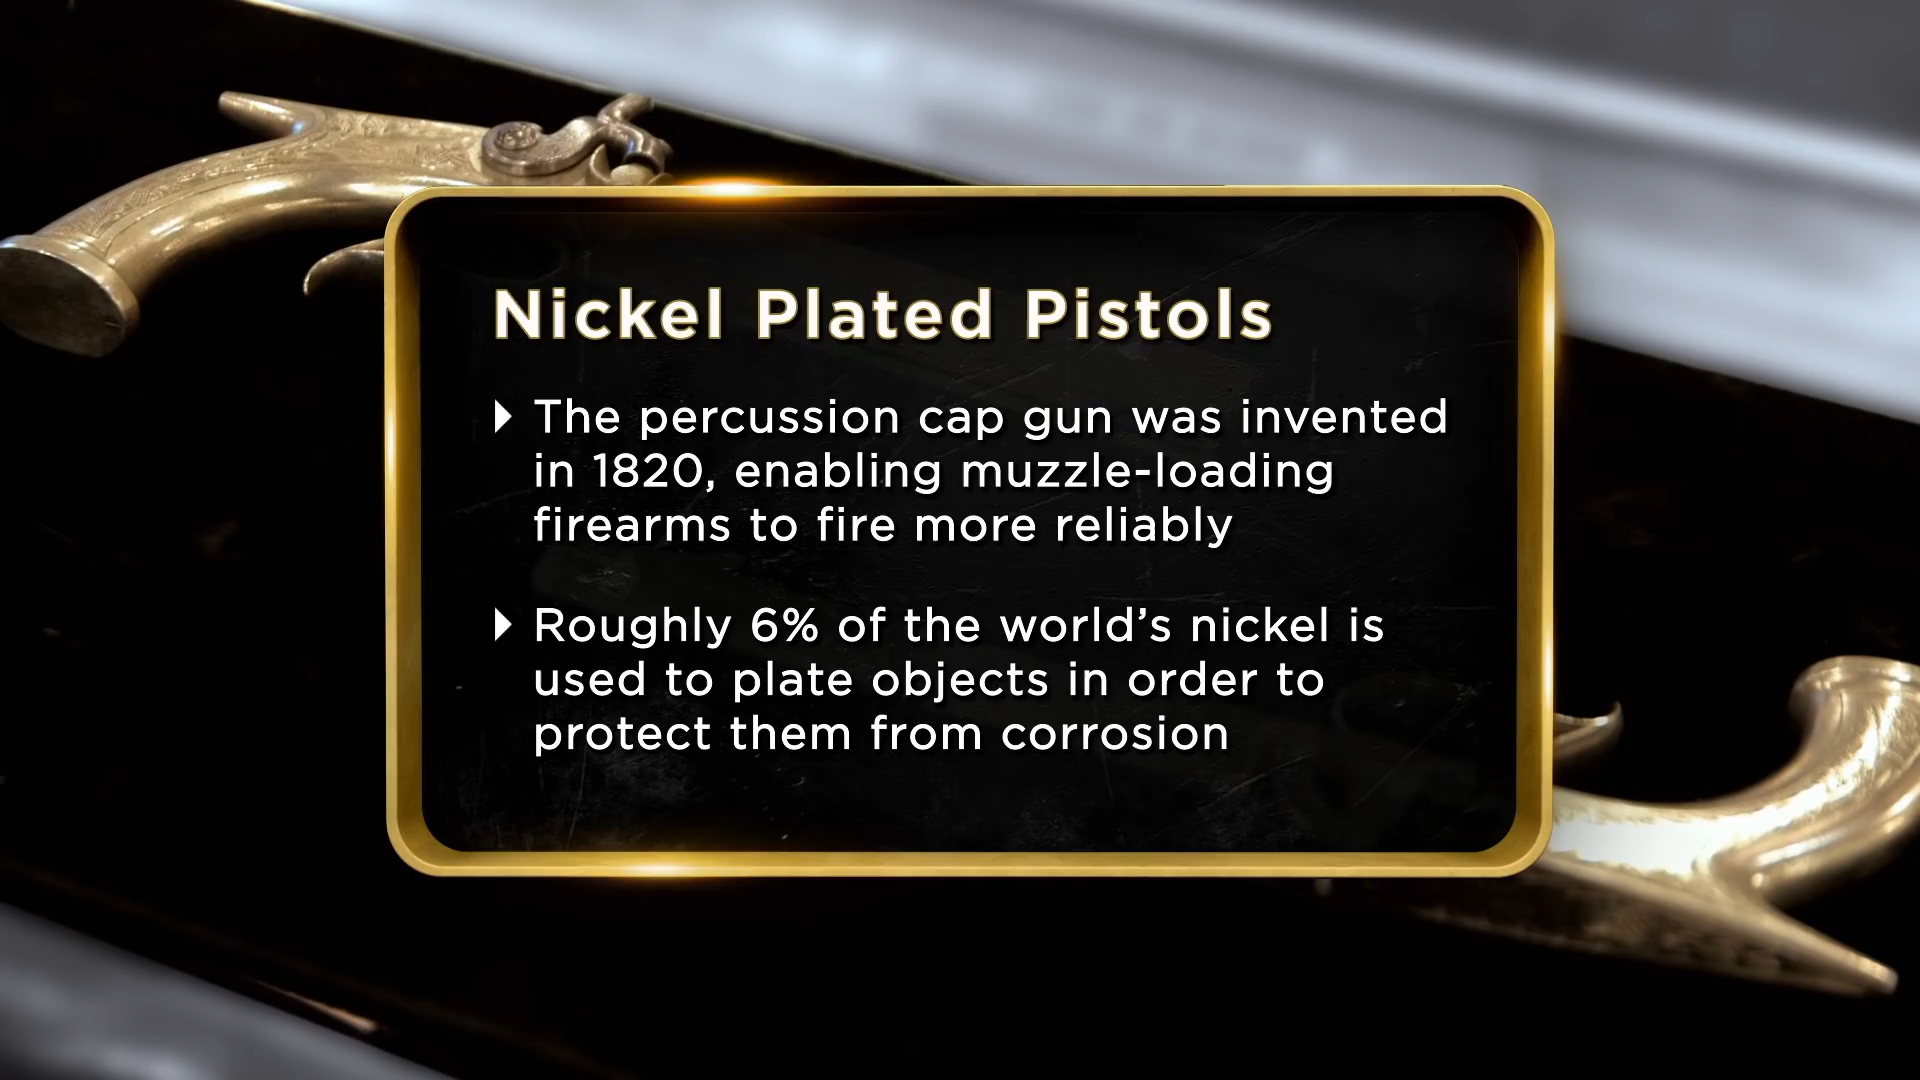 Nickel Plated Pistols
The percussion cap gun was invented
in 1820, enabling muzzle-loading
firearms to fire more reliably
Roughly 6% of the world’s nickel is
used to plate objects in order to
protect them from corrosion